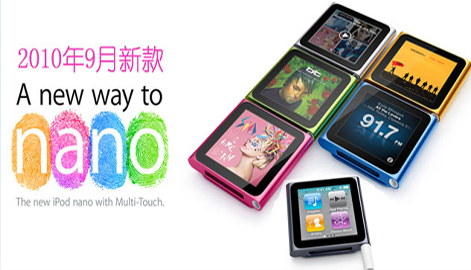 2010年9月新款
A new way to
nano
The new iPod nano with Multi-Touch.
91.7
FM